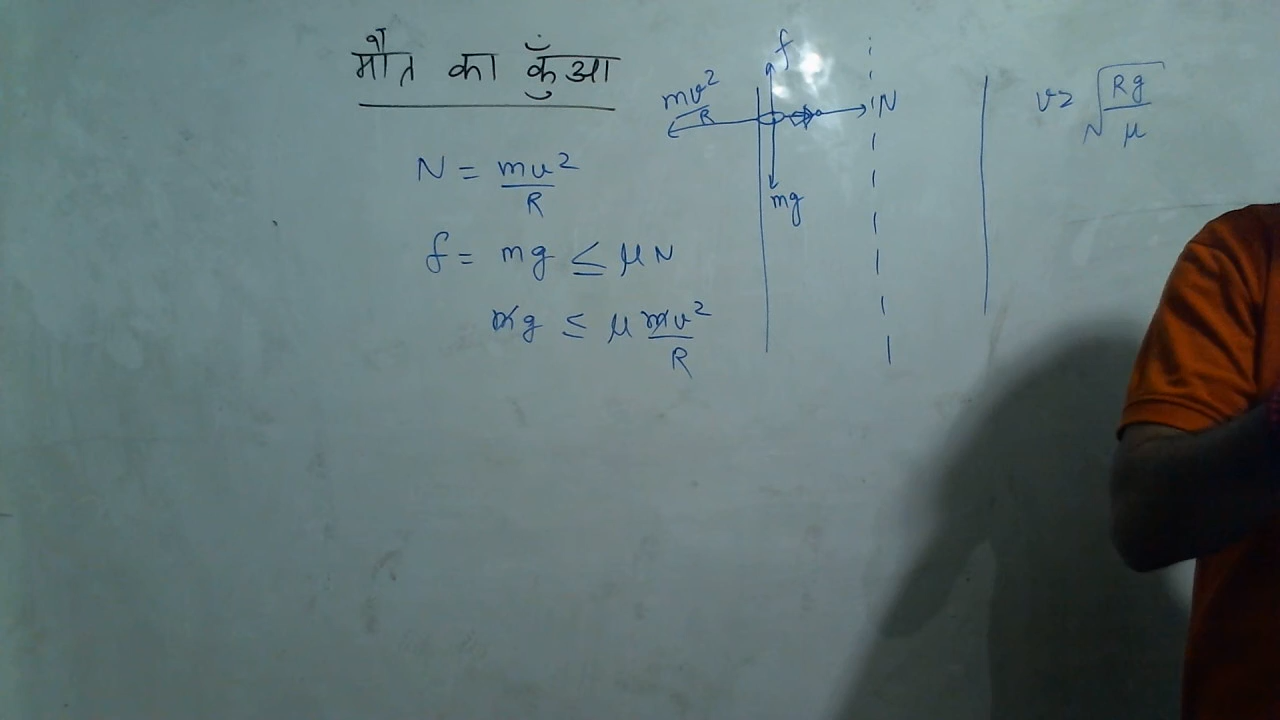 मौत का कुँआ
N = mv²/R
f = mg ≤ μN
mg ≤ μ mv²/R
f
mv²/R
N
mg
v≥ √(Rg/μ)